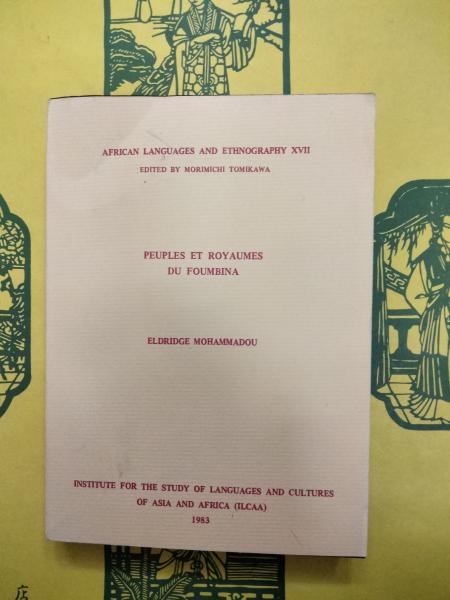 AFRICAN LANGUAGES AND ETHNOGRAPHY XVII
EDITED BY MORIMICHI TOMIKAWA
PEUPLES ET ROYAUMES
DU FOUMBINA
ELDRIDGE MOHAMMADOU
INSTITUTE FOR THE STUDY OF LANGUAGES AND CULTURES
OF ASIA AND AFRICA (ILCAA)
1983
店